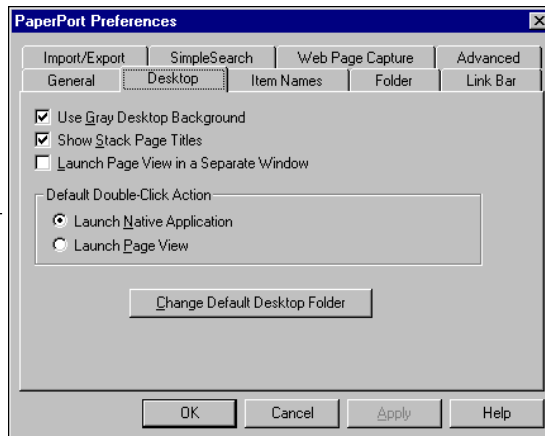 PaperPort Preferences
Import/Export SimpleSearch Web Page Capture Advanced
General Desktop Item Names Folder Link Bar
Use Gray Desktop Background
Show Stack Page Titles
Launch Page View in a Separate Window
Default Double-Click Action
Launch Native Application
Launch Page View
Change Default Desktop Folder
OK Cancel Apply Help